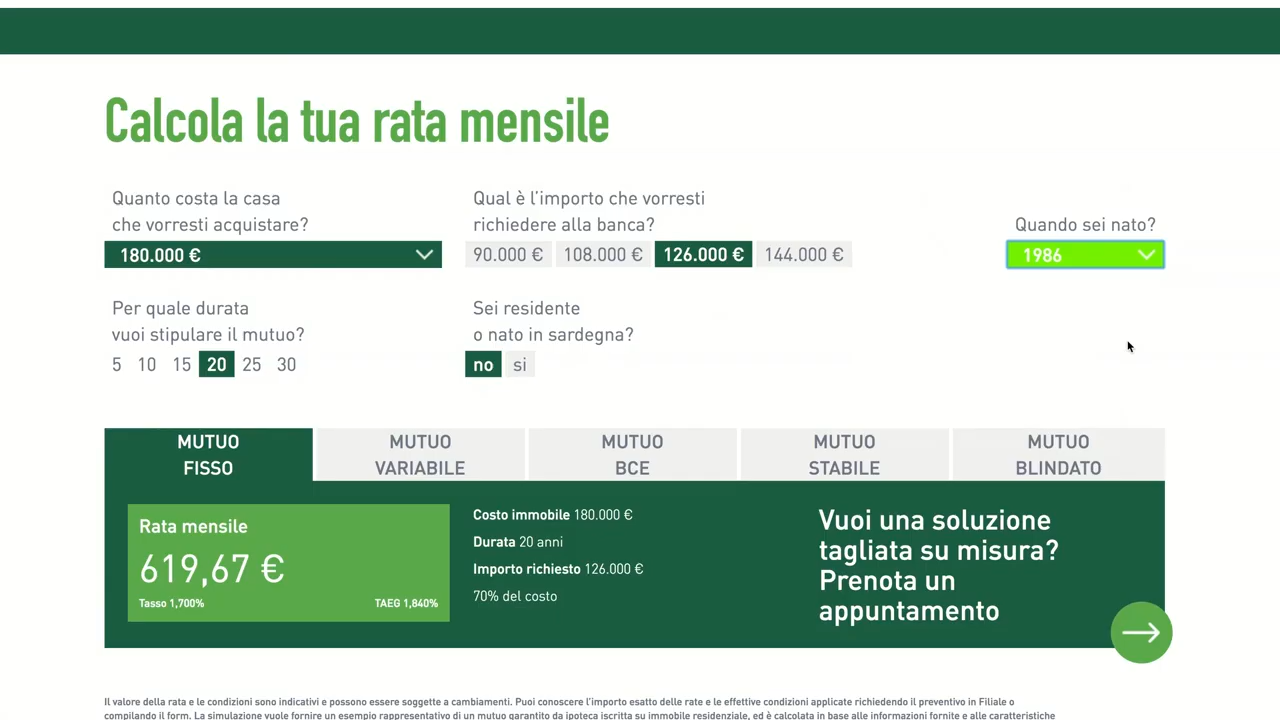 Calcola la tua rata mensile
Quanto costa la casa
che vorresti acquistare?
180.000 €
Qual è l'importo che vorresti
richiedere alla banca?
90.000 € 108.000 € 126.000 € 144.000 €
Quando sei nato?
1986
Per quale durata
vuoi stipulare il mutuo?
5 10 15 20 25 30
Sei residente
o nato in sardegna?
no si
MUTUO
FISSO
MUTUO
VARIABILE
MUTUO
BCE
MUTUO
STABILE
MUTUO
BLINDATO
Rata mensile
619,67 €
Tasso 1,700% TAEG 1,840%
Costo immobile 180.000 €
Durata 20 anni
Importo richiesto 126.000 €
70% del costo
Vuoi una soluzione
tagliata su misura?
Prenota un
appuntamento
Il valore della rata e le condizioni sono indicativi e possono essere soggette a cambiamenti. Puoi conoscere l'importo esatto delle rate e le effettive condizioni applicate richiedendo il preventivo in Filiale o
compilando il form. La simulazione vuole fornire un esempio rappresentativo di un mutuo garantito da ipoteca iscritta su immobile residenziale, ed è calcolata in base alle informazioni fornite e alle caratteristiche